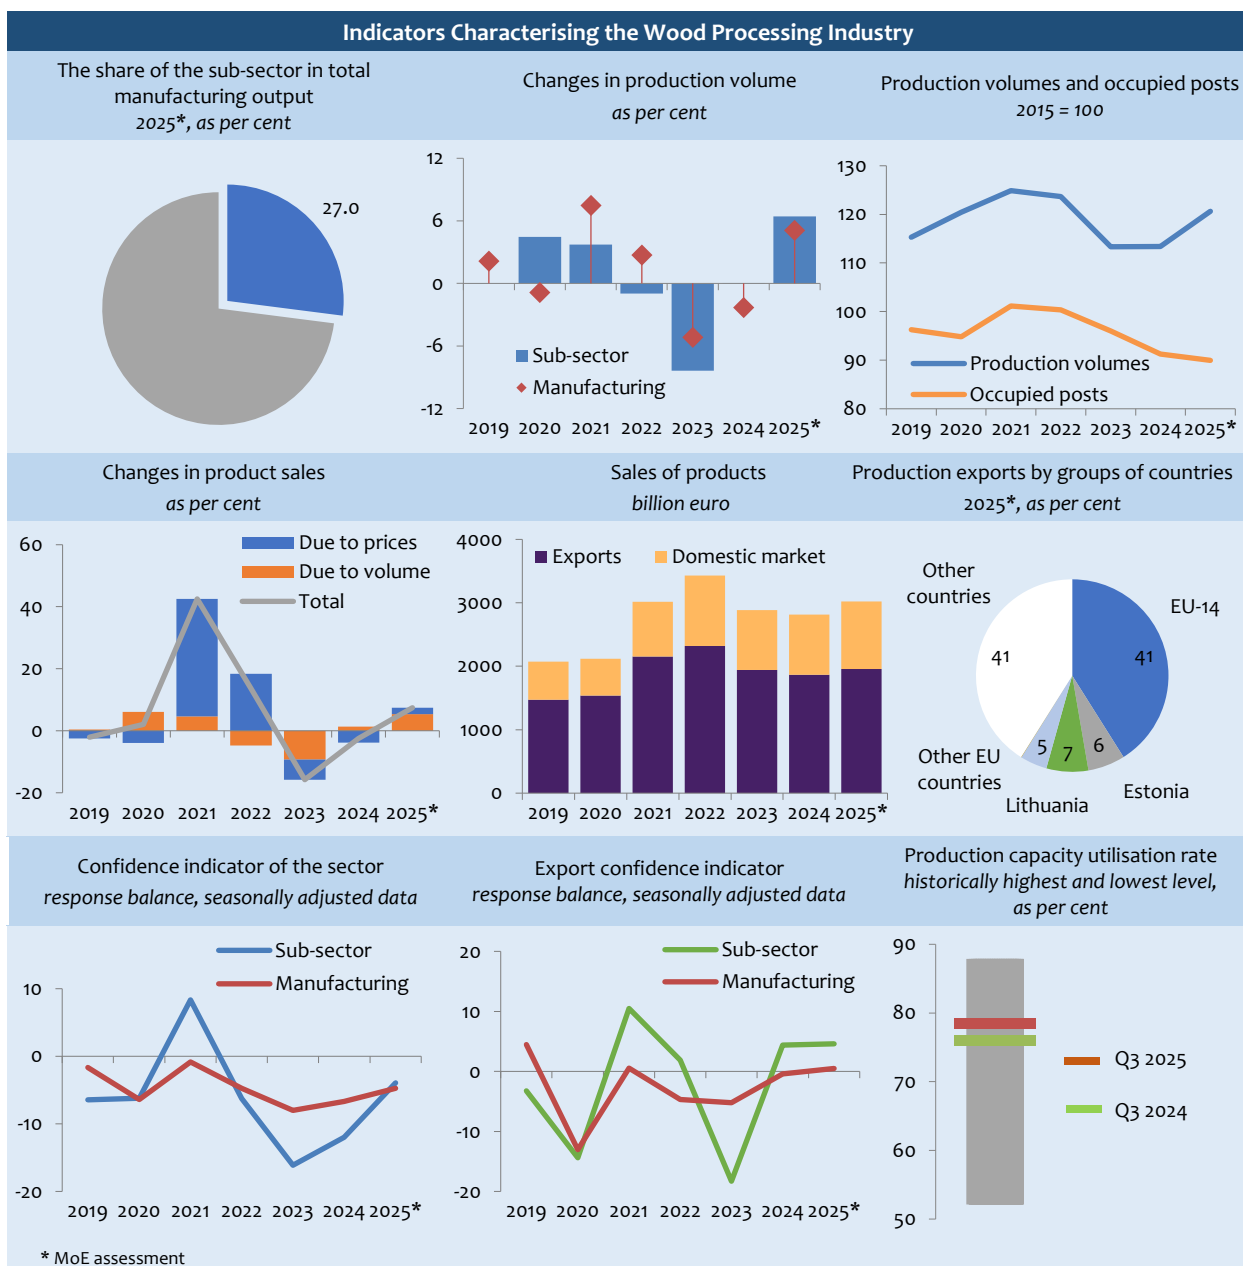 Indicators Characterising the Wood Processing Industry
The share of the sub-sector in total
manufacturing output
2025*, as per cent
27.0
Changes in production volume
as per cent
12
6
0
-6
-12
Sub-sector
Manufacturing
2019 2020 2021 2022 2023 2024 2025*
Production volumes and occupied posts
2015 = 100
130
120
110
100
90
80
Production volumes
Occupied posts
2019 2020 2021 2022 2023 2024 2025*
Changes in product sales
as per cent
60
40
20
0
-20
Due to prices
Due to volume
Total
2019 2020 2021 2022 2023 2024 2025*
Sales of products
billion euro
4000
3000
2000
1000
0
Exports
Domestic market
2019 2020 2021 2022 2023 2024 2025*
Production exports by groups of countries
2025*, as per cent
Other
countries
EU-14
41
41
5
7
6
Other EU
countries
Lithuania
Estonia
Confidence indicator of the sector
response balance, seasonally adjusted data
10
0
-10
-20
Sub-sector
Manufacturing
2019 2020 2021 2022 2023 2024 2025*
Export confidence indicator
response balance, seasonally adjusted data
20
10
0
-10
-20
Sub-sector
Manufacturing
2019 2020 2021 2022 2023 2024 2025*
Production capacity utilisation rate
historically highest and lowest level,
as per cent
90
80
70
60
50
Q3 2025
Q3 2024
* MoE assessment